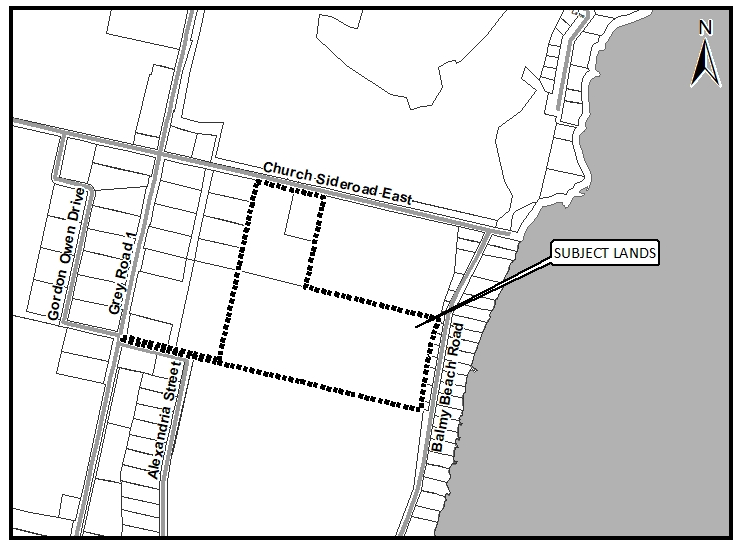 N
Church Sideroad East
Gordon Owen Drive
Grey Road 1
SUBJECT LANDS
Alexandria Street
Balmy Beach Road